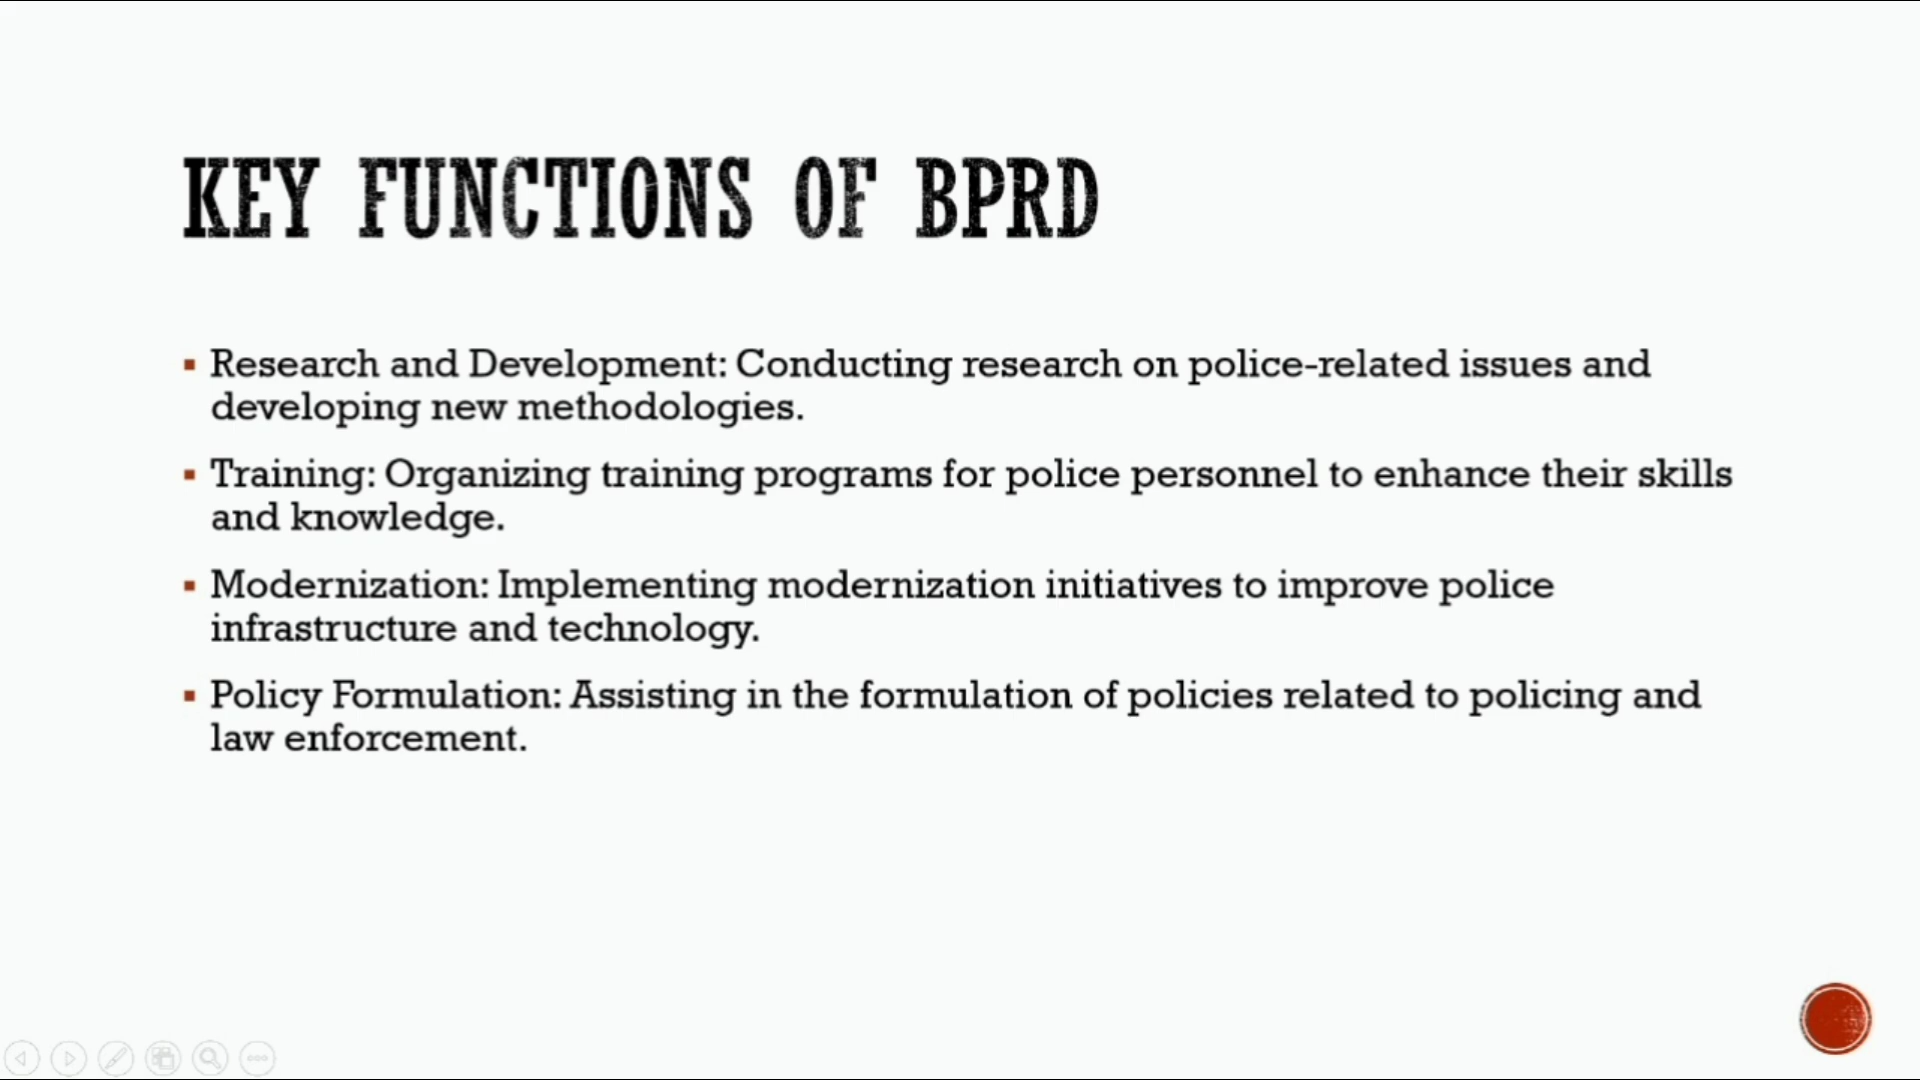 KEY FUNCTIONS OF BPRD
▪ Research and Development: Conducting research on police-related issues and
developing new methodologies.
▪ Training: Organizing training programs for police personnel to enhance their skills
and knowledge.
▪ Modernization: Implementing modernization initiatives to improve police
infrastructure and technology.
▪ Policy Formulation: Assisting in the formulation of policies related to policing and
law enforcement.